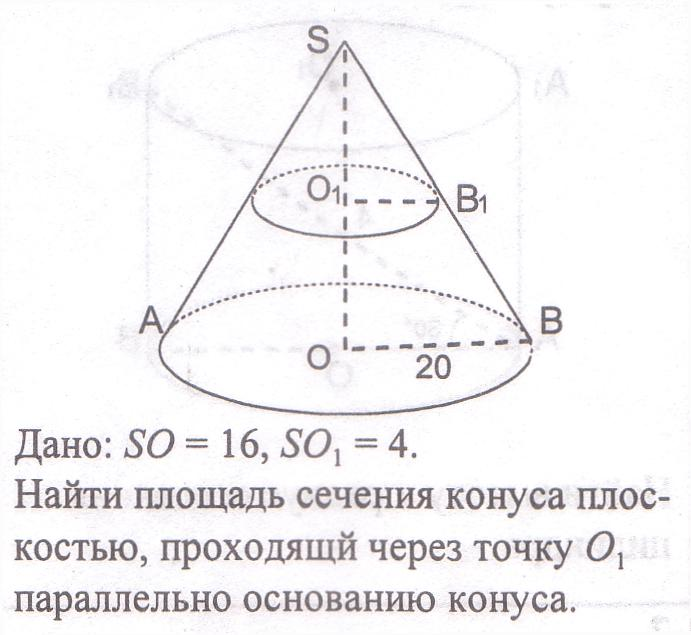 S
O₁ B₁
A B
O
20
Дано: SO = 16, SO₁ = 4.
Найти площадь сечения конуса плос-
костью, проходящй через точку O₁
параллельно основанию конуса.